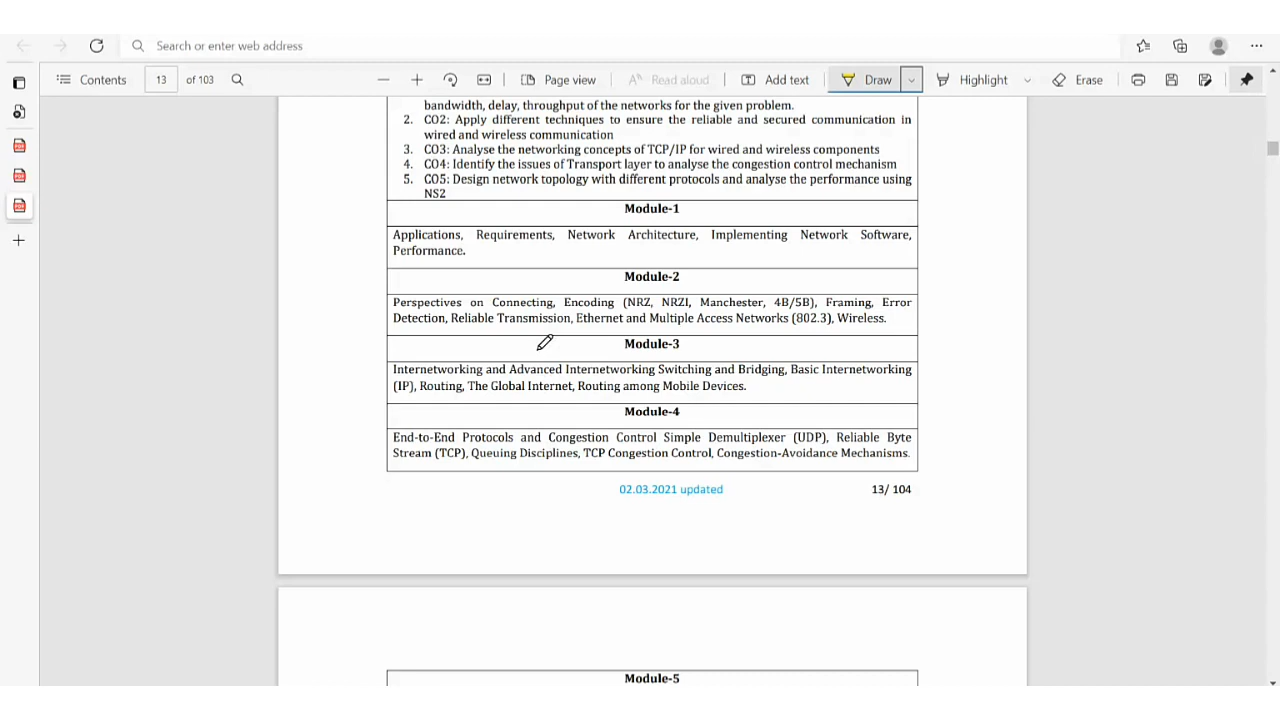 Search or enter web address
Contents 13 of 103 Page view Read aloud Add text Draw Highlight Erase
bandwidth, delay, throughput of the networks for the given problem.
2. CO2: Apply different techniques to ensure the reliable and secured communication in
wired and wireless communication
3. CO3: Analyse the networking concepts of TCP/IP for wired and wireless components
4. CO4: Identify the issues of Transport layer to analyse the congestion control mechanism
5. CO5: Design network topology with different protocols and analyse the performance using
NS2
Module-1
Applications, Requirements, Network Architecture, Implementing Network Software,
Performance.
Module-2
Perspectives on Connecting, Encoding (NRZ, NRZI, Manchester, 4B/5B), Framing, Error
Detection, Reliable Transmission, Ethernet and Multiple Access Networks (802.3), Wireless.
Module-3
Internetworking and Advanced Internetworking Switching and Bridging, Basic Internetworking
(IP), Routing, The Global Internet, Routing among Mobile Devices.
Module-4
End-to-End Protocols and Congestion Control Simple Demultiplexer (UDP), Reliable Byte
Stream (TCP), Queuing Disciplines, TCP Congestion Control, Congestion-Avoidance Mechanisms.
02.03.2021 updated 13/ 104
Module-5